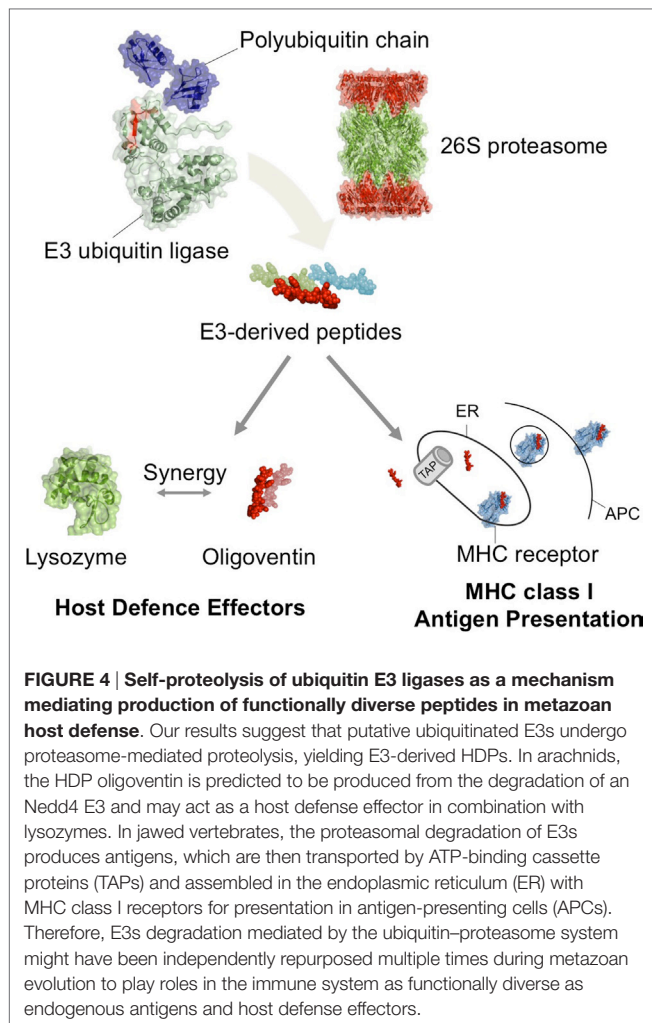 Polyubiquitin chain
26S proteasome
E3 ubiquitin ligase
E3-derived peptides
ER
TAP
Synergy
APC
Lysozyme
Oligoventin
MHC receptor
Host Defence Effectors
MHC class I
Antigen Presentation
FIGURE 4 | Self-proteolysis of ubiquitin E3 ligases as a mechanism
mediating production of functionally diverse peptides in metazoan
host defense. Our results suggest that putative ubiquitinated E3s undergo
proteasome-mediated proteolysis, yielding E3-derived HDPs. In arachnids,
the HDP oligoventin is predicted to be produced from the degradation of an
Nedd4 E3 and may act as a host defense effector in combination with
lysozymes. In jawed vertebrates, the proteasomal degradation of E3s
produces antigens, which are then transported by ATP-binding cassette
proteins (TAPs) and assembled in the endoplasmic reticulum (ER) with
MHC class I receptors for presentation in antigen-presenting cells (APCs).
Therefore, E3s degradation mediated by the ubiquitin–proteasome system
might have been independently repurposed multiple times during metazoan
evolution to play roles in the immune system as functionally diverse as
endogenous antigens and host defense effectors.